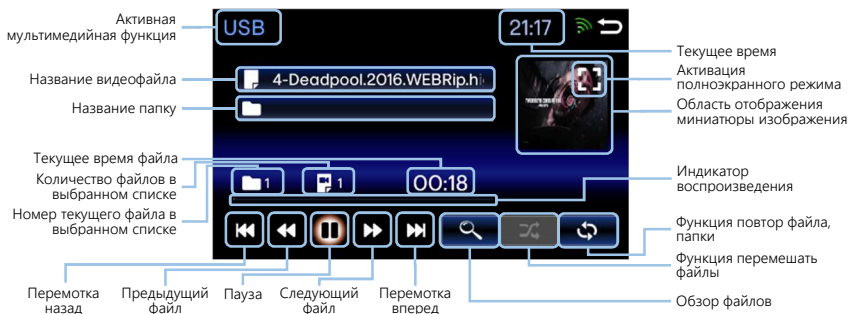 Активная
мультимедийная функция
USB
21:17
Текущее время
Название видеофайла
4-Deadpool.2016.WEBRip.hi
Активация
полноэкранного режима
Название папку
Область отображения
миниатюры изображения
Текущее время файла
Количество файлов в
выбранном списке
1
1
00:18
Индикатор
воспроизведения
Номер текущего файла в
выбранном списке
Функция повтор файла,
папки
Функция перемешать
файлы
Перемотка
назад
Предыдущий
файл
Пауза
Следующий
файл
Перемотка
вперед
Обзор файлов